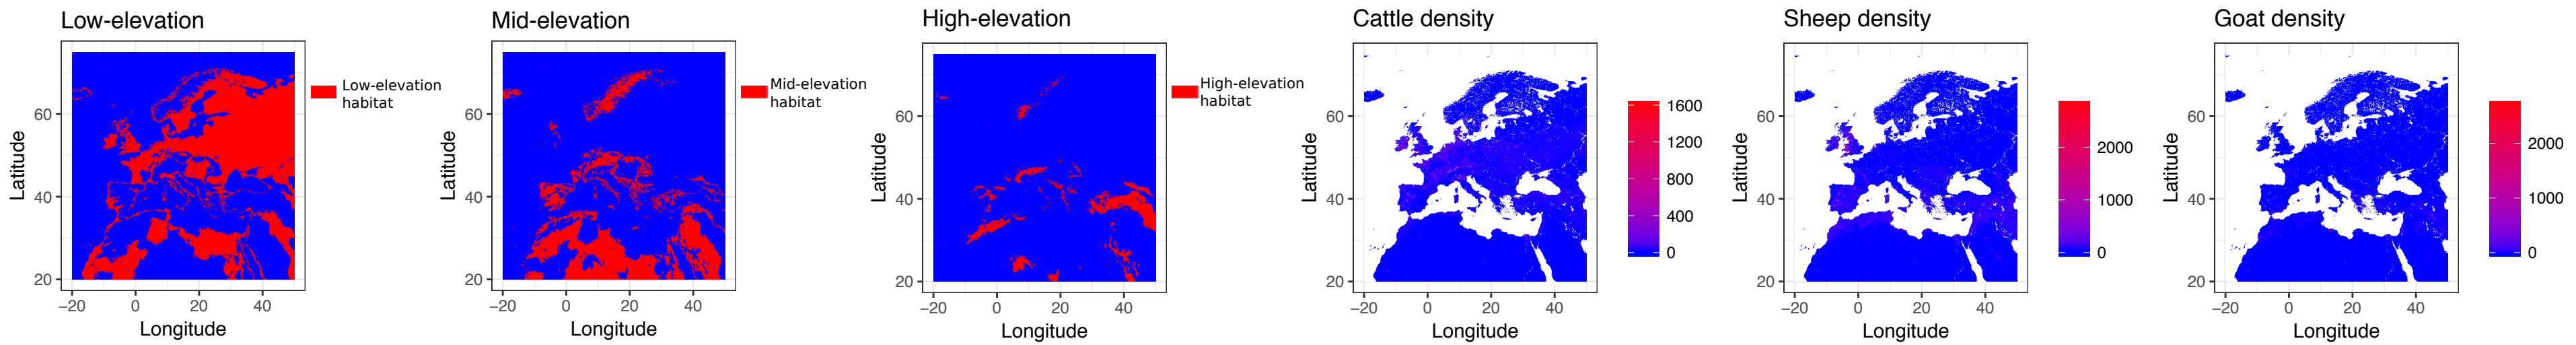 Low-elevation
Latitude
60
40
20
−20 0 20 40
Longitude
Low-elevation
habitat
Mid-elevation
Latitude
60
40
20
−20 0 20 40
Longitude
Mid-elevation
habitat
High-elevation
Latitude
60
40
20
−20 0 20 40
Longitude
High-elevation
habitat
Cattle density
Latitude
60
40
20
−20 0 20 40
Longitude
1600
1200
800
400
0
Sheep density
Latitude
60
40
20
−20 0 20 40
Longitude
2000
1000
0
Goat density
Latitude
60
40
20
−20 0 20 40
Longitude
2000
1000
0